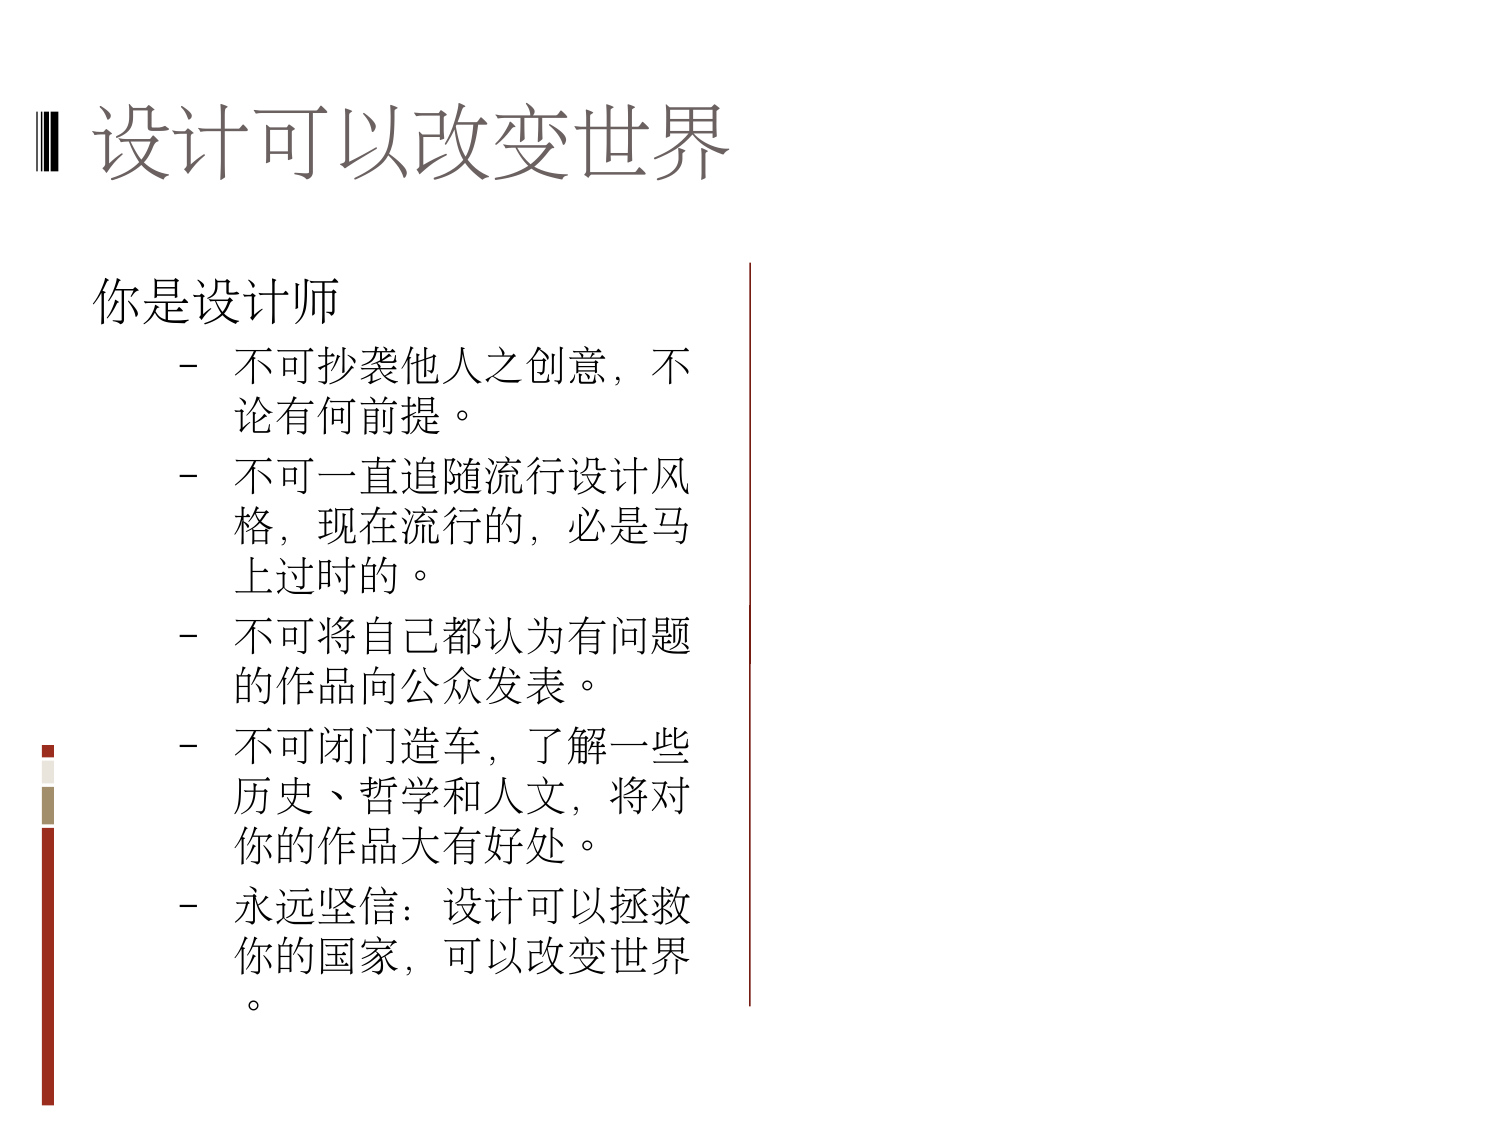 设计可以改变世界
你是设计师
– 不可抄袭他人之创意，不
论有何前提。
– 不可一直追随流行设计风
格，现在流行的，必是马
上过时的。
– 不可将自己都认为有问题
的作品向公众发表。
– 不可闭门造车，了解一些
历史、哲学和人文，将对
你的作品大有好处。
– 永远坚信：设计可以拯救
你的国家，可以改变世界
。